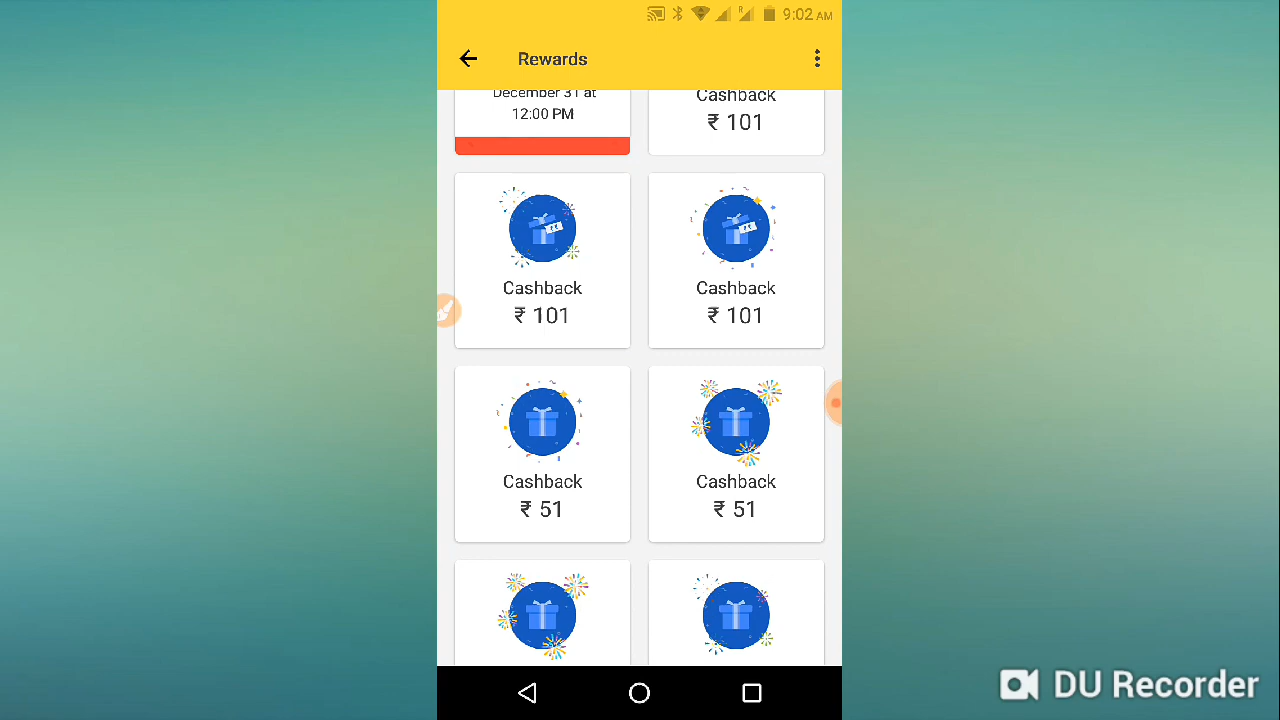 R 9:02 AM
Rewards
December 31 at
12:00 PM
Cashback
₹ 101
Cashback
₹ 101
Cashback
₹ 101
Cashback
₹ 51
Cashback
₹ 51
DU Recorder